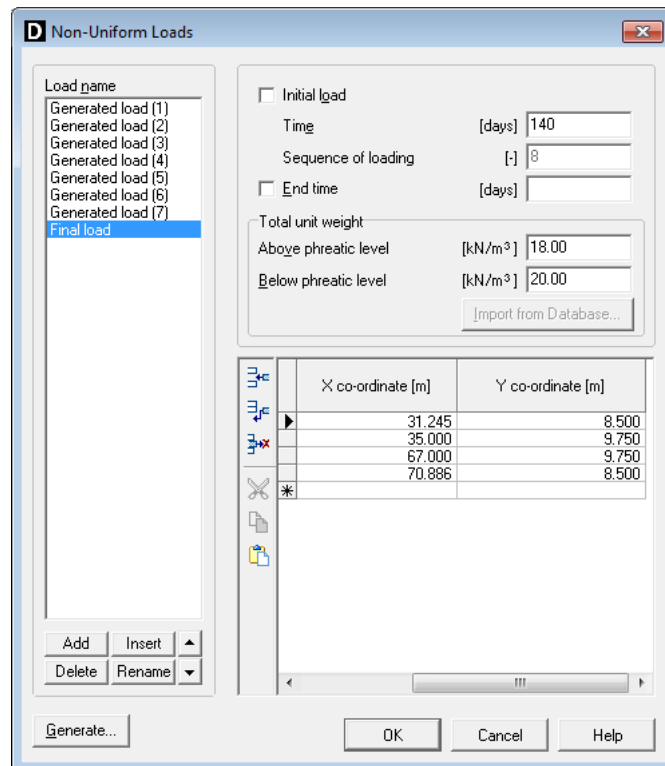 D Non-Uniform Loads
Load name
Generated load (1)
Generated load (2)
Generated load (3)
Generated load (4)
Generated load (5)
Generated load (6)
Generated load (7)
Final load
Add Insert
Delete Rename
Generate...
Initial load
Time [days] 140
Sequence of loading [-] 8
End time [days]
Total unit weight
Above phreatic level [kN/m³] 18.00
Below phreatic level [kN/m³] 20.00
Import from Database...
X co-ordinate [m] Y co-ordinate [m]
31.245 8.500
35.000 9.750
67.000 9.750
70.886 8.500
OK Cancel Help